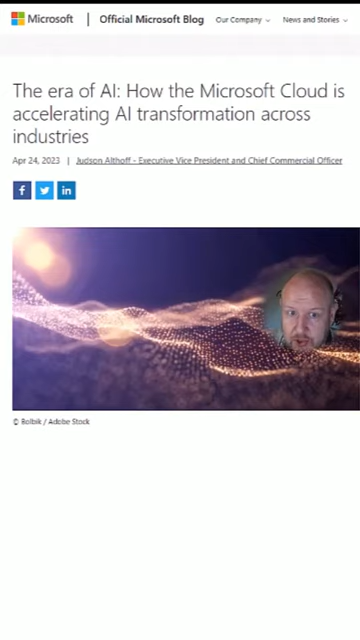 Microsoft | Official Microsoft Blog Our Company News and Stories
The era of AI: How the Microsoft Cloud is
accelerating AI transformation across
industries
Apr 24, 2023 | Judson Althoff - Executive Vice President and Chief Commercial Officer
f in
© Bolbik / Adobe Stock